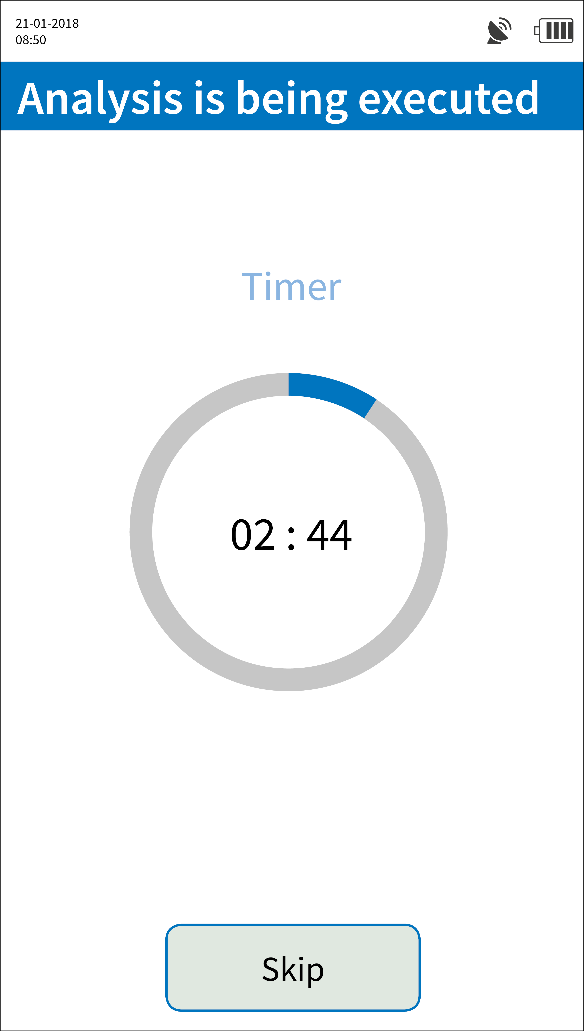 21-01-2018
08:50
Analysis is being executed
Timer
02 : 44
Skip